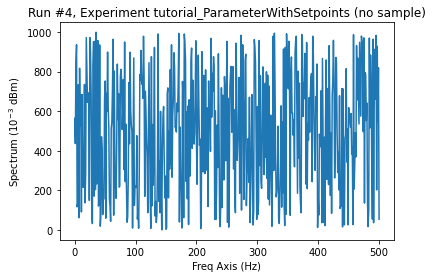 Run #4, Experiment tutorial_ParameterWithSetpoints (no sample)
1000
800
600
400
200
0
Spectrum (10⁻³ dBm)
0 100 200 300 400 500
Freq Axis (Hz)